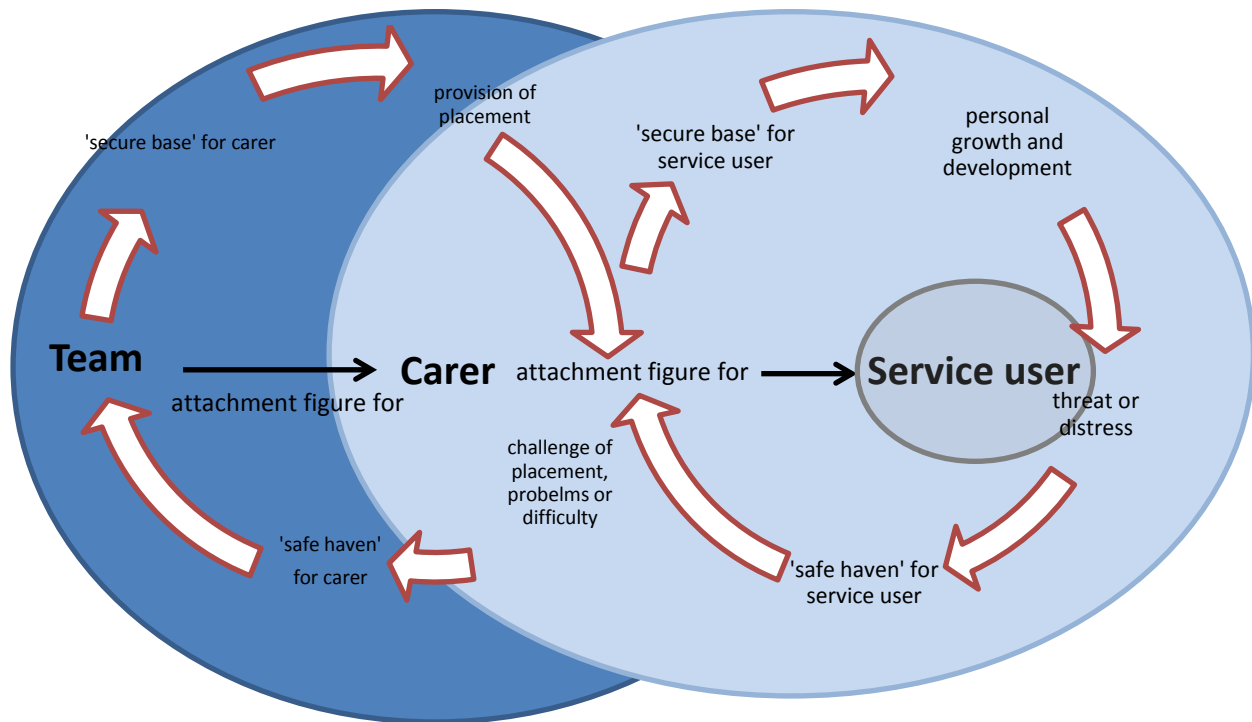 'secure base' for carer
provision of
placement
'secure base' for
service user
personal
growth and
development
Team
attachment figure for
Carer
attachment figure for
Service user
threat or
distress
challenge of
placement,
probelms or
difficulty
'safe haven'
for carer
'safe haven' for
service user